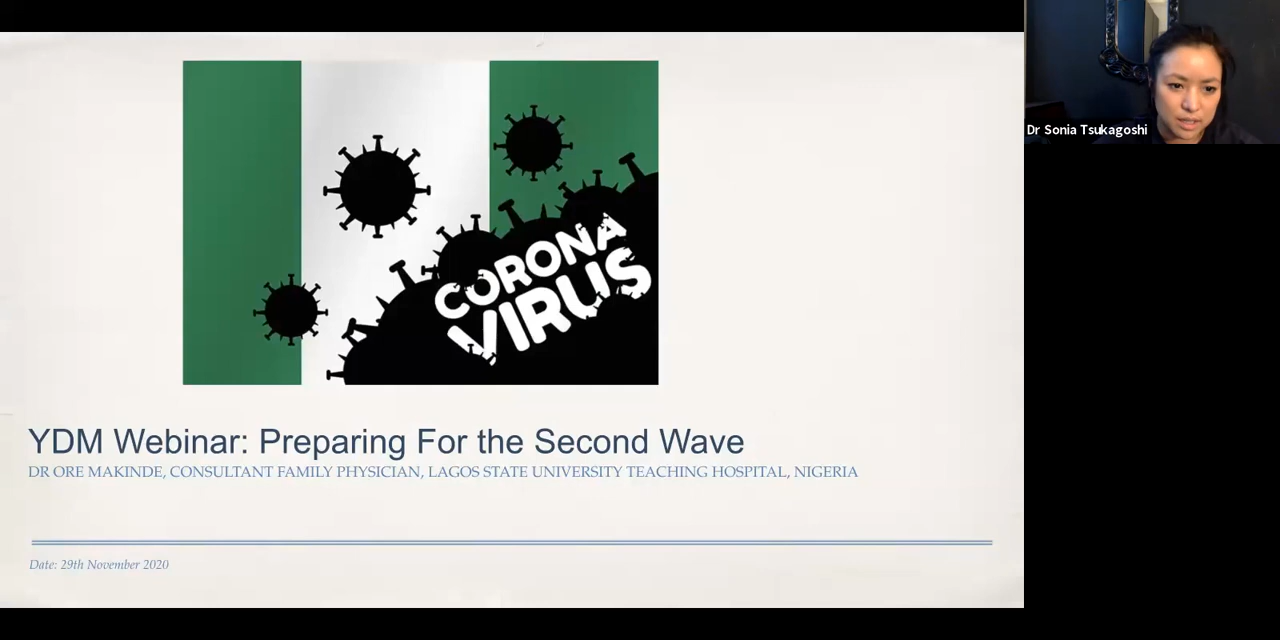 CORONA
VIRUS
YDM Webinar: Preparing For the Second Wave
DR ORE MAKINDE, CONSULTANT FAMILY PHYSICIAN, LAGOS STATE UNIVERSITY TEACHING HOSPITAL, NIGERIA
Date: 29th November 2020
Dr Sonia Tsukagoshi